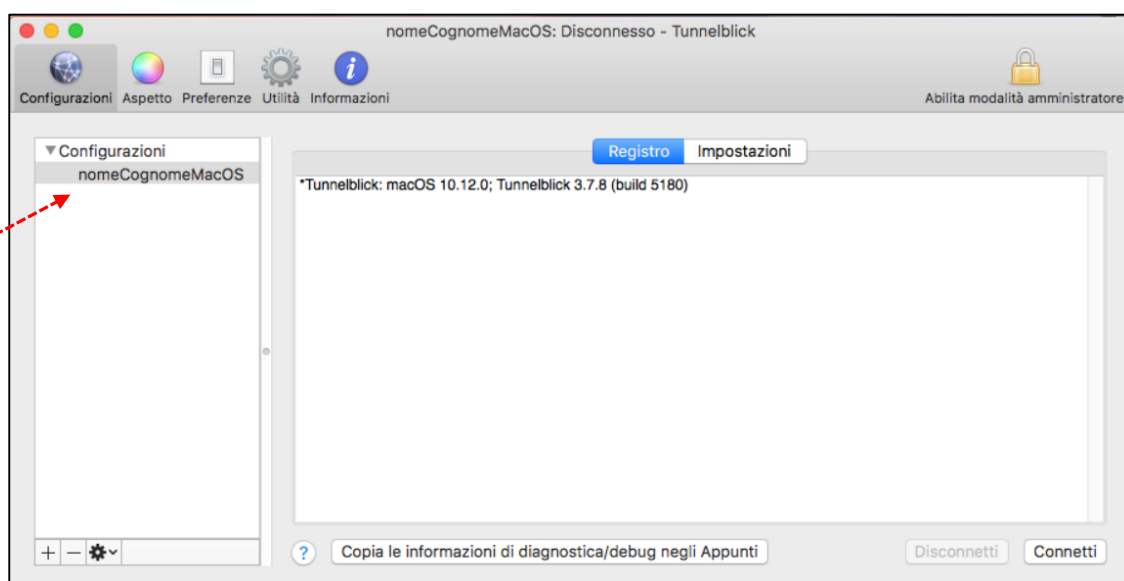 nomeCognomeMacOS: Disconnesso - Tunnelblick
Configurazioni Aspetto Preferenze Utilità Informazioni Abilita modalità amministratore
Configurazioni
nomeCognomeMacOS
Registro Impostazioni
*Tunnelblick: macOS 10.12.0; Tunnelblick 3.7.8 (build 5180)
+ − ? Copia le informazioni di diagnostica/debug negli Appunti Disconnetti Connetti